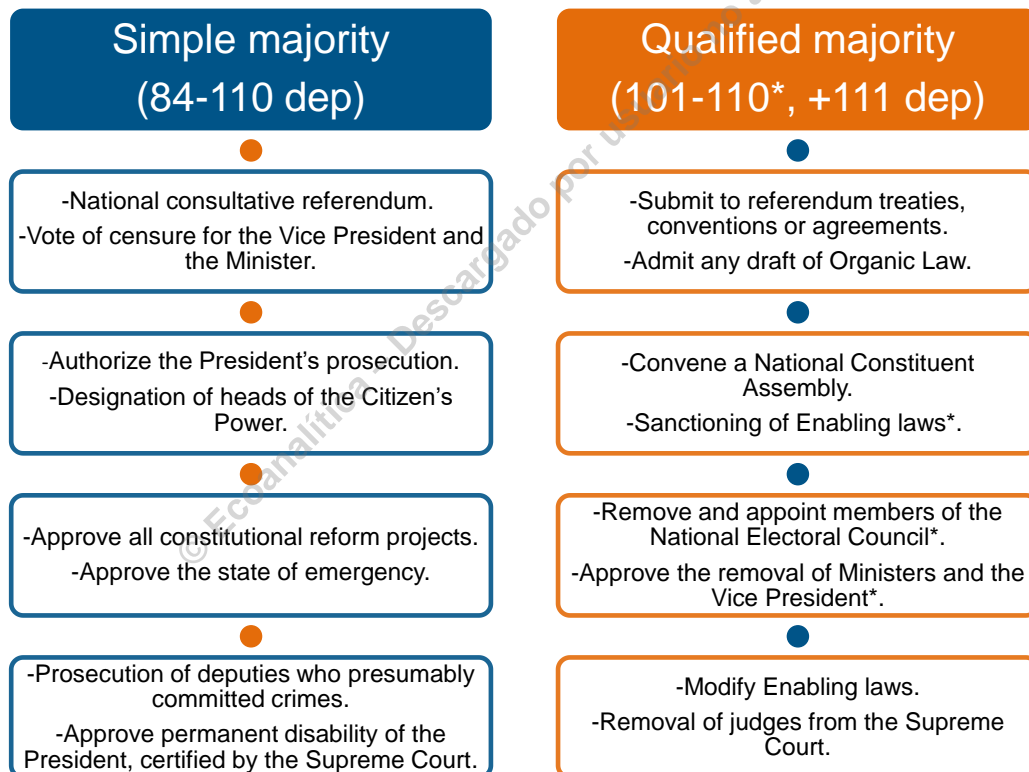 Simple majority
(84-110 dep)
-National consultative referendum.
-Vote of censure for the Vice President and
the Minister.
-Authorize the President’s prosecution.
-Designation of heads of the Citizen’s
Power.
-Approve all constitutional reform projects.
-Approve the state of emergency.
-Prosecution of deputies who presumably
committed crimes.
-Approve permanent disability of the
President, certified by the Supreme Court.
Qualified majority
(101-110*, +111 dep)
-Submit to referendum treaties,
conventions or agreements.
-Admit any draft of Organic Law.
-Convene a National Constituent
Assembly.
-Sanctioning of Enabling laws*.
-Remove and appoint members of the
National Electoral Council*.
-Approve the removal of Ministers and the
Vice President*.
-Modify Enabling laws.
-Removal of judges from the Supreme
Court.
© Ecoanalítica - Descargado por usuario no